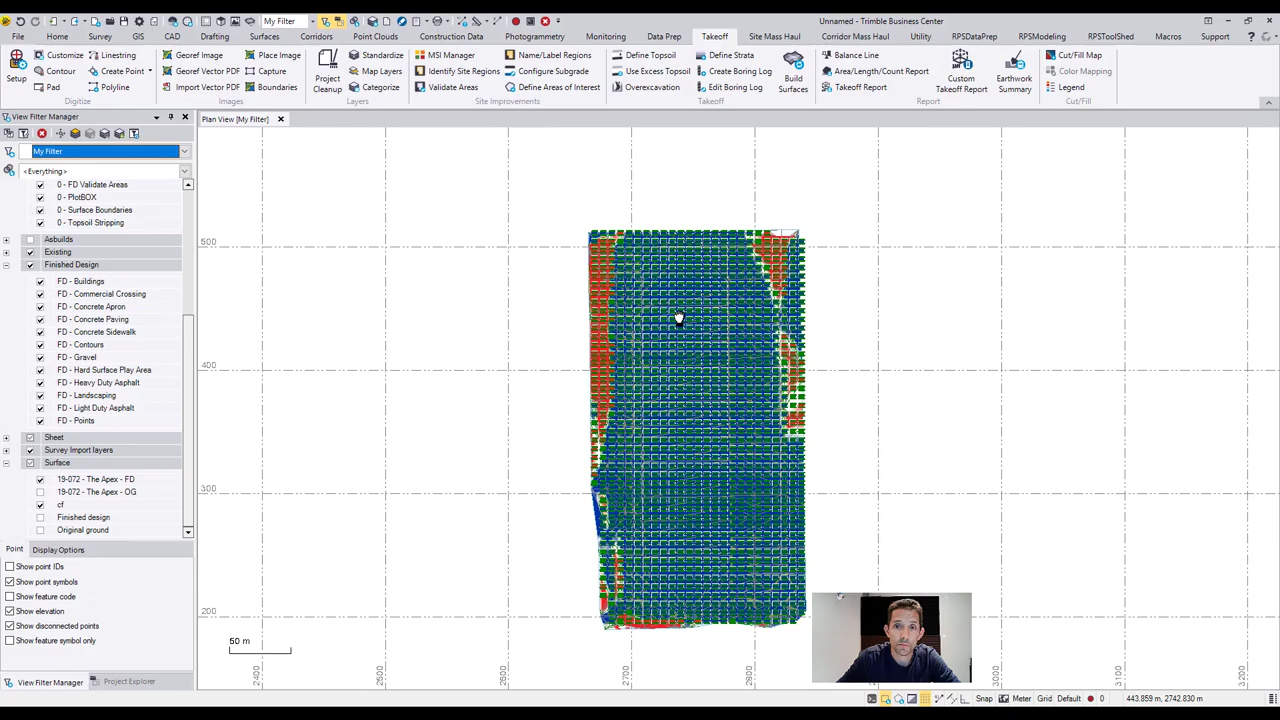 My Filter
Unnamed - Trimble Business Center
File Home Survey GIS CAD Drafting Surfaces Corridors Point Clouds Construction Data Photogrammetry Monitoring Data Prep Takeoff Site Mass Haul Corridor Mass Haul Utility RPSDataPrep RPSModeling RPSToolShed Macros Support
Customize Linestring Georef Image Place Image Standardize MSI Manager Name/Label Regions Define Topsoil Define Strata Balance Line Cut/Fill Map
Contour Create Point Georef Vector PDF Capture Map Layers Identify Site Regions Configure Subgrade Use Excess Topsoil Create Boring Log Area/Length/Count Report Color Mapping
Setup Pad Polyline Import Vector PDF Boundaries Project Cleanup Categorize Validate Areas Define Areas of Interest Overexcavation Edit Boring Log Build Surfaces Takeoff Report Custom Takeoff Report Earthwork Summary Legend
Digitize Images Layers Site Improvements Takeoff Report Cut/Fill
View Filter Manager
Plan View [My Filter]
My Filter
<Everything>
0 - FD Validate Areas
0 - PlotBOX
0 - Surface Boundaries
0 - Topsoil Stripping
Asbuilds
Existing
Finished Design
FD - Buildings
FD - Commercial Crossing
FD - Concrete Apron
FD - Concrete Paving
FD - Concrete Sidewalk
FD - Contours
FD - Gravel
FD - Hard Surface Play Area
FD - Heavy Duty Asphalt
FD - Landscaping
FD - Light Duty Asphalt
FD - Points
Sheet
Survey Import layers
Surface
19-072 - The Apex - FD
19-072 - The Apex - OG
cf
Finished design
Original ground
Point Display Options
Show point IDs
Show point symbols
Show feature code
Show elevation
Show disconnected points
Show feature symbol only
View Filter Manager Project Explorer
500
400
300
200
50 m
2400 2500 2600 2700 2800 2900 3000 3100 3200
Snap Meter Grid Default 0 443.859 m, 2742.830 m